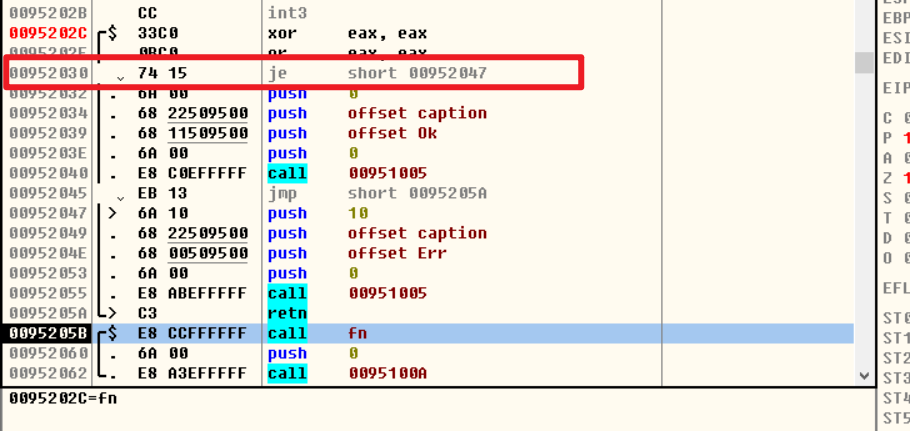 0095202B CC int3
0095202C $ 33C0 xor eax, eax
0095202E 0BC0 or eax, eax
00952030 74 15 je short 00952047
00952032 . 6A 00 push 0
00952034 . 68 22509500 push offset caption
00952039 . 68 11509500 push offset Ok
0095203E . 6A 00 push 0
00952040 . E8 C0EFFFFF call 00951005
00952045 EB 13 jmp short 0095205A
00952047 > 6A 10 push 10
00952049 . 68 22509500 push offset caption
0095204E . 68 00509500 push offset Err
00952053 . 6A 00 push 0
00952055 . E8 ABEFFFFF call 00951005
0095205A > C3 retn
0095205B $ E8 CCFFFFFF call fn
00952060 . 6A 00 push 0
00952062 . E8 A3EFFFFF call 0095100A
0095202C=fn
EBP
ESI
EDI
EIP
C 0
P 1
A 0
Z 1
S 0
T 0
D 0
O 0
EFL
ST0
ST1
ST2
ST3
ST4
ST5